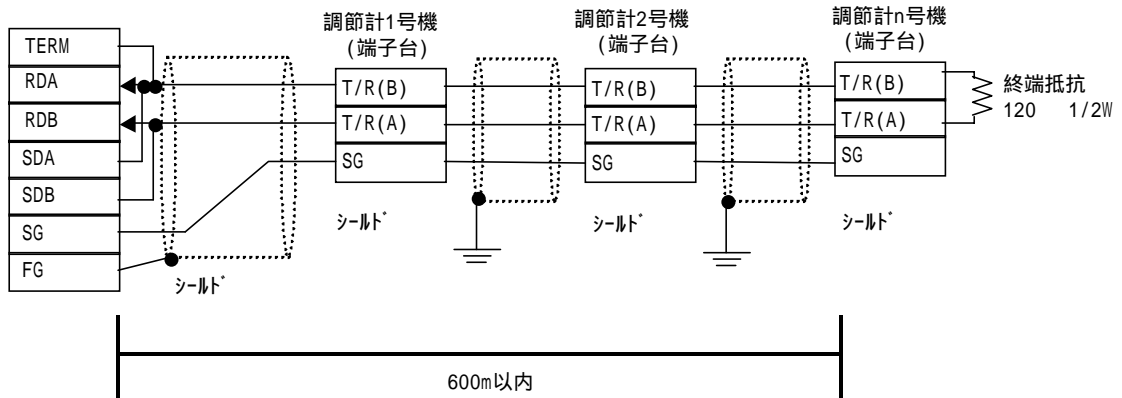 調節計1号機
(端子台)
調節計2号機
(端子台)
調節計n号機
(端子台)
TERM
RDA
RDB
SDA
SDB
SG
FG
T/R(B)
T/R(A)
SG
T/R(B)
T/R(A)
SG
T/R(B)
T/R(A)
SG
終端抵抗
120 1/2W
シールド
シールド
シールド
シールド
600m以内